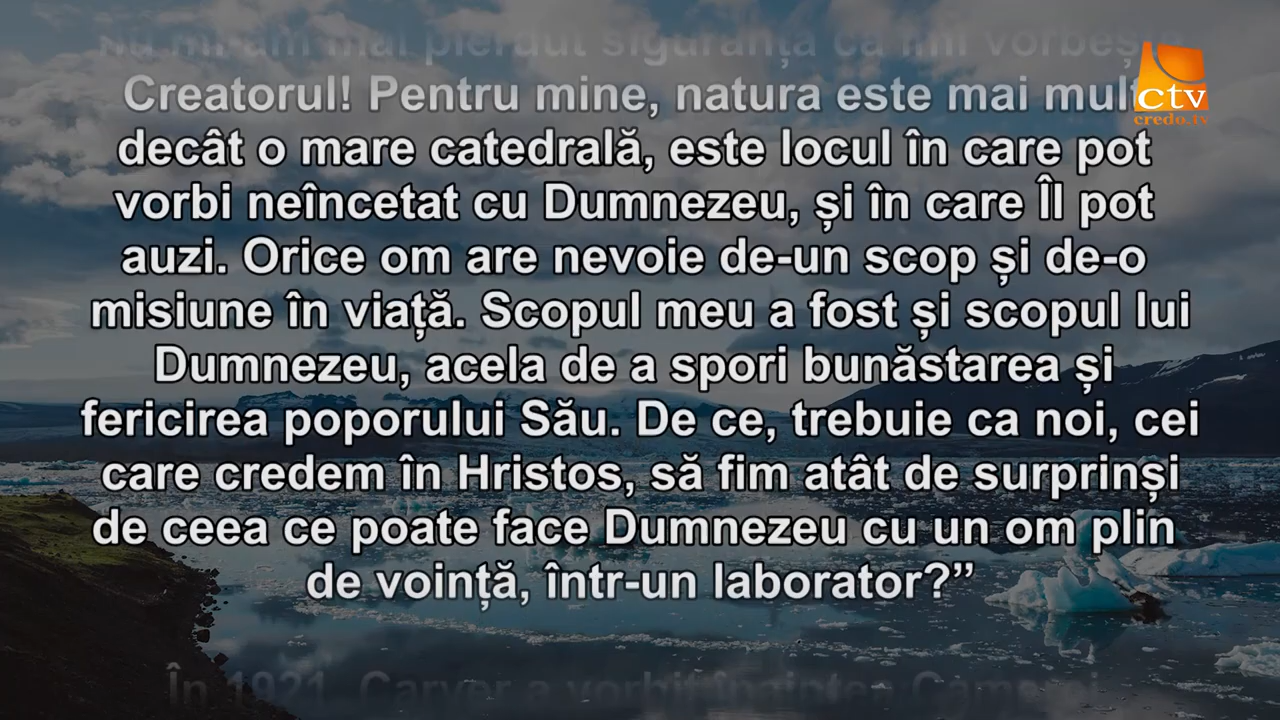 nu mi-am mai pierdut siguranța că îmi vorbește
Creatorul! Pentru mine, natura este mai mult
decât o mare catedrală, este locul în care pot
vorbi neîncetat cu Dumnezeu, și în care Îl pot
auzi. Orice om are nevoie de-un scop și de-o
misiune în viață. Scopul meu a fost și scopul lui
Dumnezeu, acela de a spori bunăstarea și
fericirea poporului Său. De ce, trebuie ca noi, cei
care credem în Hristos, să fim atât de surprinși
de ceea ce poate face Dumnezeu cu un om plin
de voință, într-un laborator?”
În 1921, Carver a vorbit înaintea Camerei
ctv
credo.tv